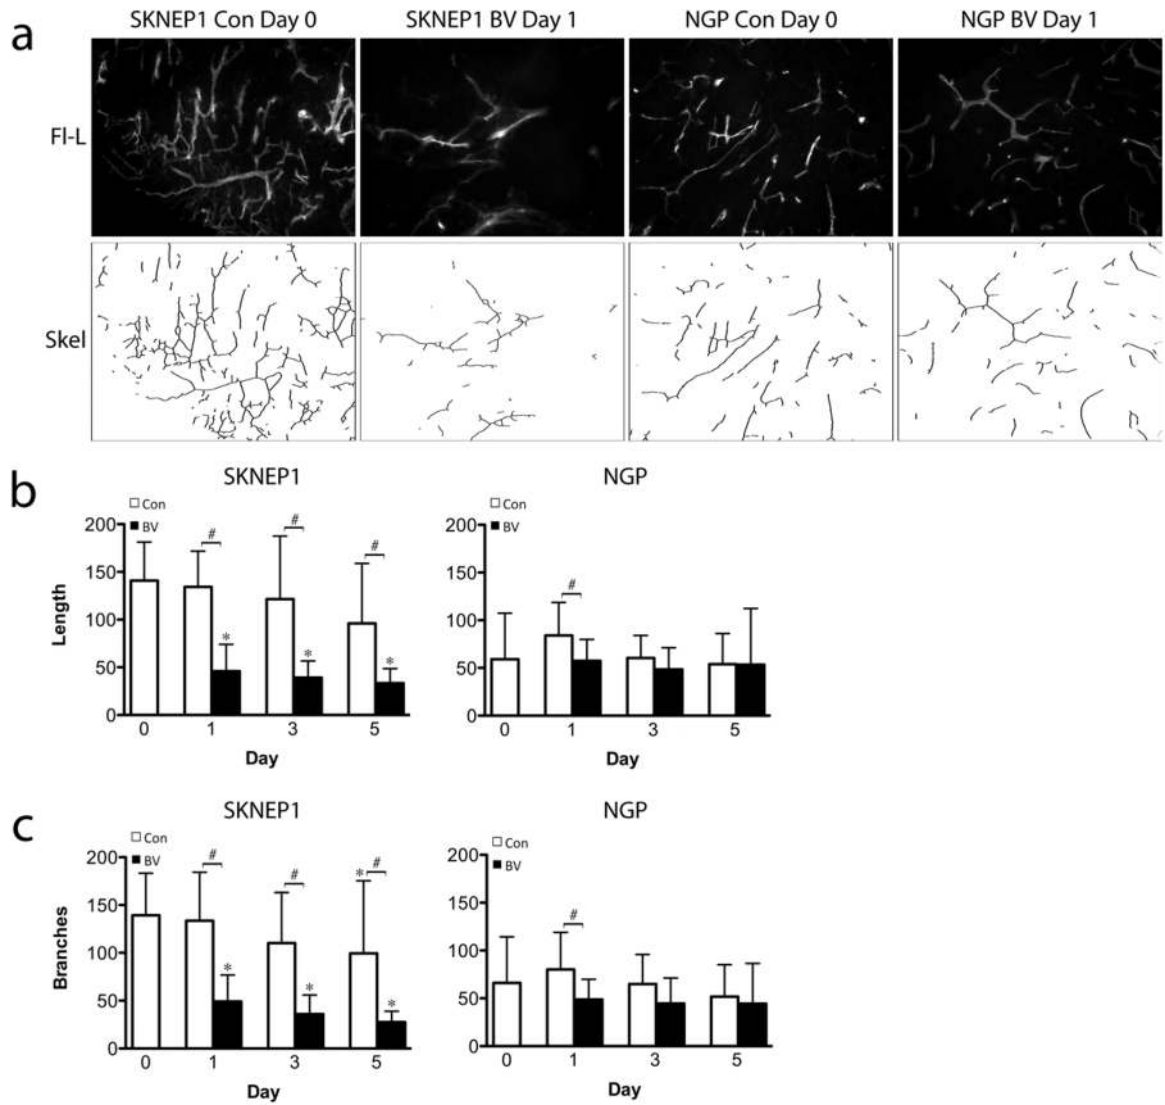 a
SKNEP1 Con Day 0 SKNEP1 BV Day 1 NGP Con Day 0 NGP BV Day 1
Fl-L
Skel
b
SKNEP1
Con
BV
200
150
100
50
0
Length
# # #
* * *
0 1 3 5
Day
NGP
Con
BV
200
150
100
50
0
#
0 1 3 5
Day
c
SKNEP1
Con
BV
200
150
100
50
0
Branches
# # * #
* * *
0 1 3 5
Day
NGP
Con
BV
200
150
100
50
0
#
0 1 3 5
Day